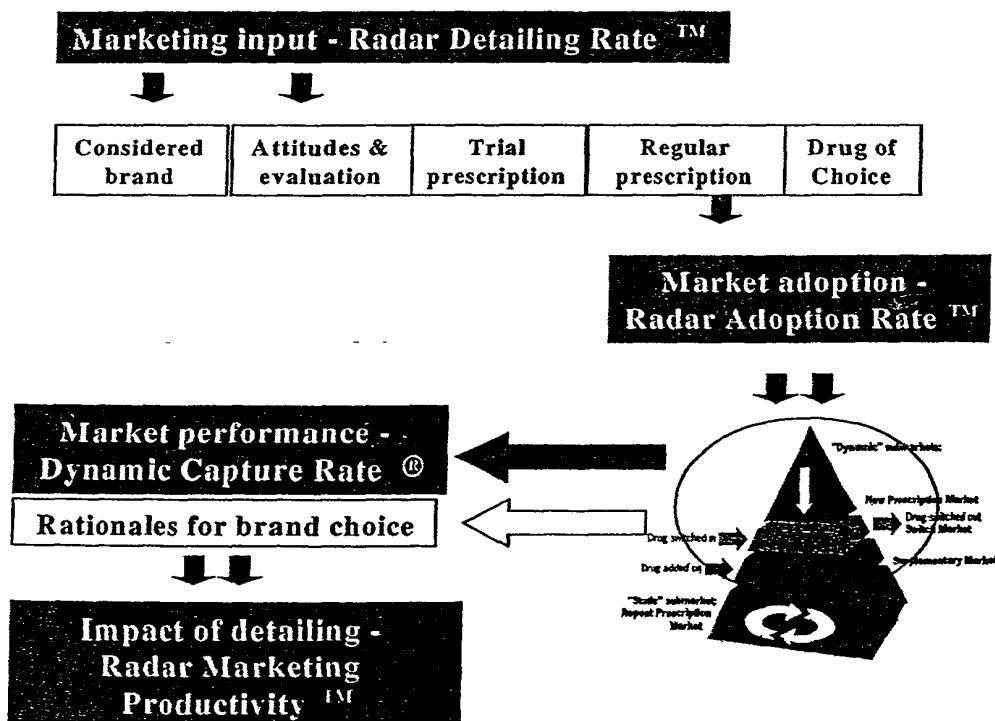 Marketing input - Radar Detailing Rate ™
Considered
brand
Attitudes &
evaluation
Trial
prescription
Regular
prescription
Drug of
Choice
Market adoption -
Radar Adoption Rate ™
Market performance -
Dynamic Capture Rate ®
Rationales for brand choice
Impact of detailing -
Radar Marketing
Productivity ™
"Dynamic" submarkets;
New Prescription Market
Drug switched out
Switch Market
Drug switched in
Supplementary Market
Drug added on
"Static" submarket;
Repeat Prescription
Market